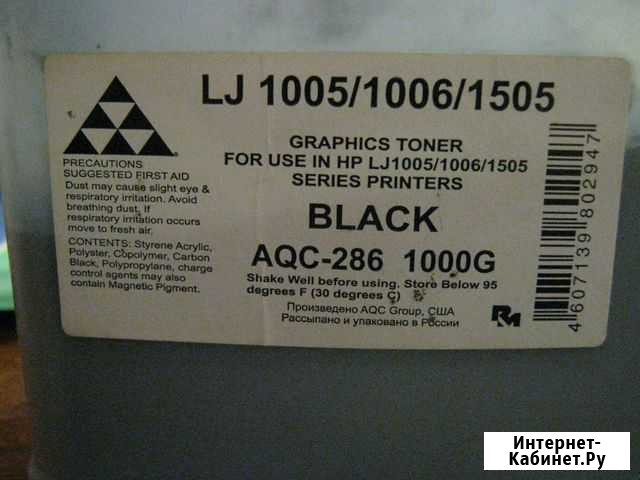 LJ 1005/1006/1505
GRAPHICS TONER
FOR USE IN HP LJ1005/1006/1505
SERIES PRINTERS
BLACK
AQC-286 1000G
Shake Well before using. Store Below 95
degrees F (30 degrees C)
Произведено AQC Group, США
Рассыпано и упаковано в России
PRECAUTIONS
SUGGESTED FIRST AID
Dust may cause slight eye &
respiratory irritation. Avoid
breathing dust. If
respiratory irritation occurs
move to fresh air.
CONTENTS: Styrene Acrylic,
Polyster, Copolymer, Carbon
Black, Polypropylane, charge
control agents may also
contain Magnetic Pigment.
4 607139 802947
RM
Интернет-
Кабинет.Ру